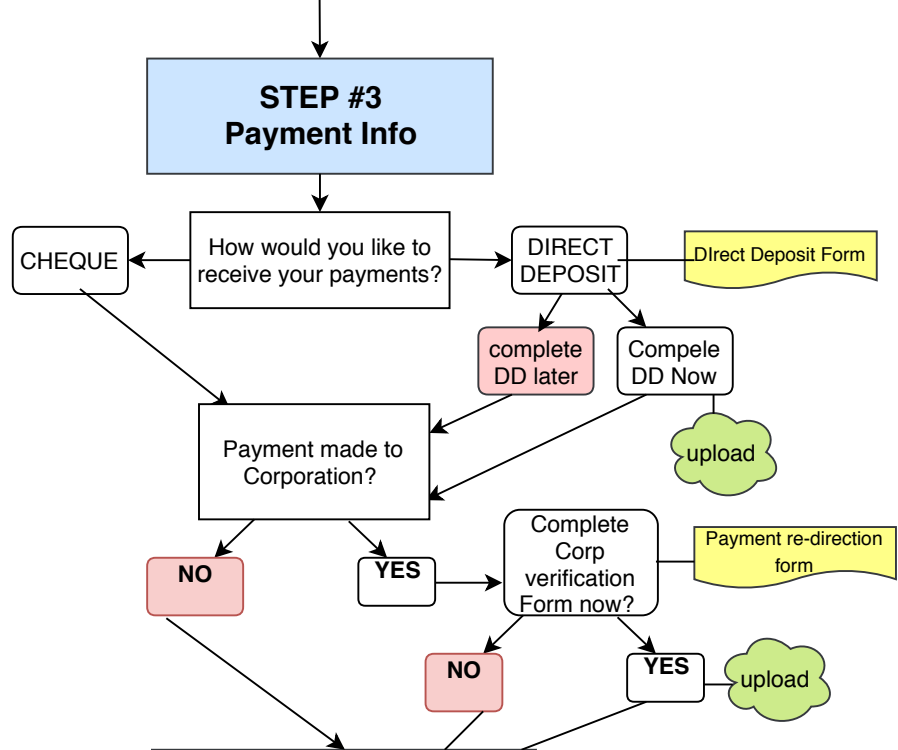 STEP #3
Payment Info
How would you like to
receive your payments?
CHEQUE
DIRECT
DEPOSIT
DIrect Deposit Form
complete
DD later
Compele
DD Now
upload
Payment made to
Corporation?
NO
YES
Complete
Corp
verification
Form now?
Payment re-direction
form
NO
YES
upload